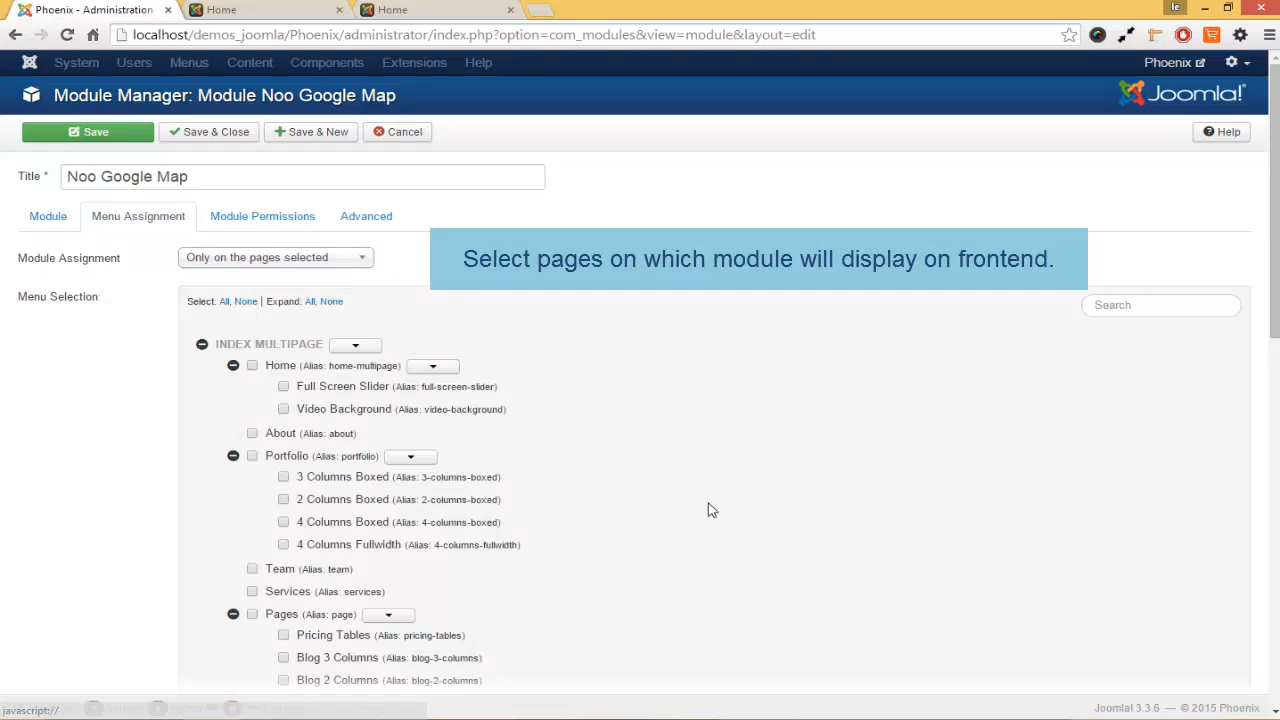 Phoenix - Administration
Home
Home
localhost/demos_joomla/Phoenix/administrator/index.php?option=com_modules&view=module&layout=edit
System Users Menus Content Components Extensions Help
Phoenix
Module Manager: Module Noo Google Map
Joomla!
Save
Save & Close
Save & New
Cancel
Help
Title *
Noo Google Map
Module
Menu Assignment
Module Permissions
Advanced
Select pages on which module will display on frontend.
Module Assignment
Only on the pages selected
Menu Selection:
Select: All, None | Expand: All, None
Search
INDEX MULTIPAGE
Home (Alias: home-multipage)
Full Screen Slider (Alias: full-screen-slider)
Video Background (Alias: video-background)
About (Alias: about)
Portfolio (Alias: portfolio)
3 Columns Boxed (Alias: 3-columns-boxed)
2 Columns Boxed (Alias: 2-columns-boxed)
4 Columns Boxed (Alias: 4-columns-boxed)
4 Columns Fullwidth (Alias: 4-columns-fullwidth)
Team (Alias: team)
Services (Alias: services)
Pages (Alias: page)
Pricing Tables (Alias: pricing-tables)
Blog 3 Columns (Alias: blog-3-columns)
Blog 2 Columns (Alias: blog-2-columns)
javascript://
Joomla! 3.3.6 — © 2015 Phoenix